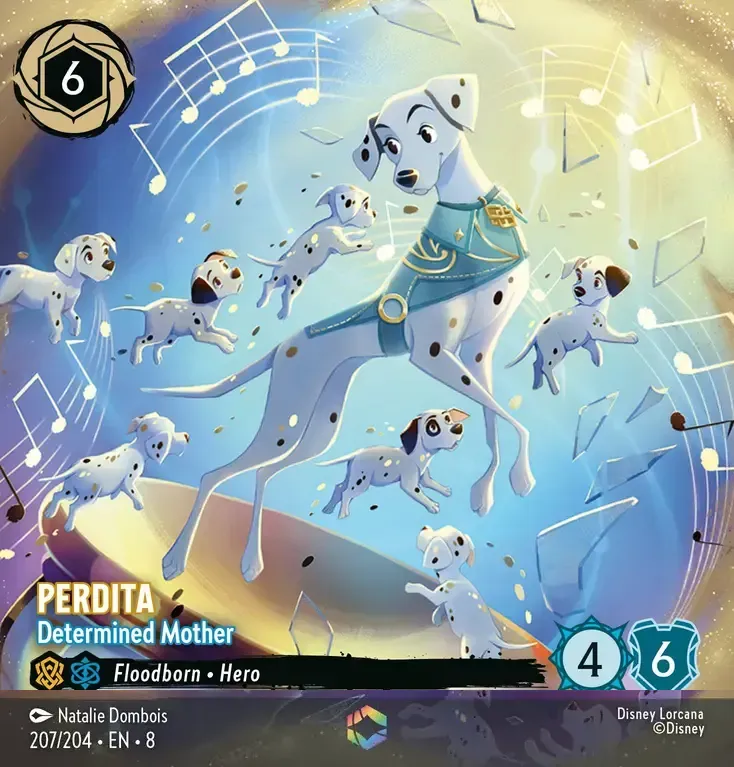 6
PERDITA
Determined Mother
Floodborn • Hero
4
6
Natalie Dombois
207/204 • EN • 8
Disney Lorcana
©Disney